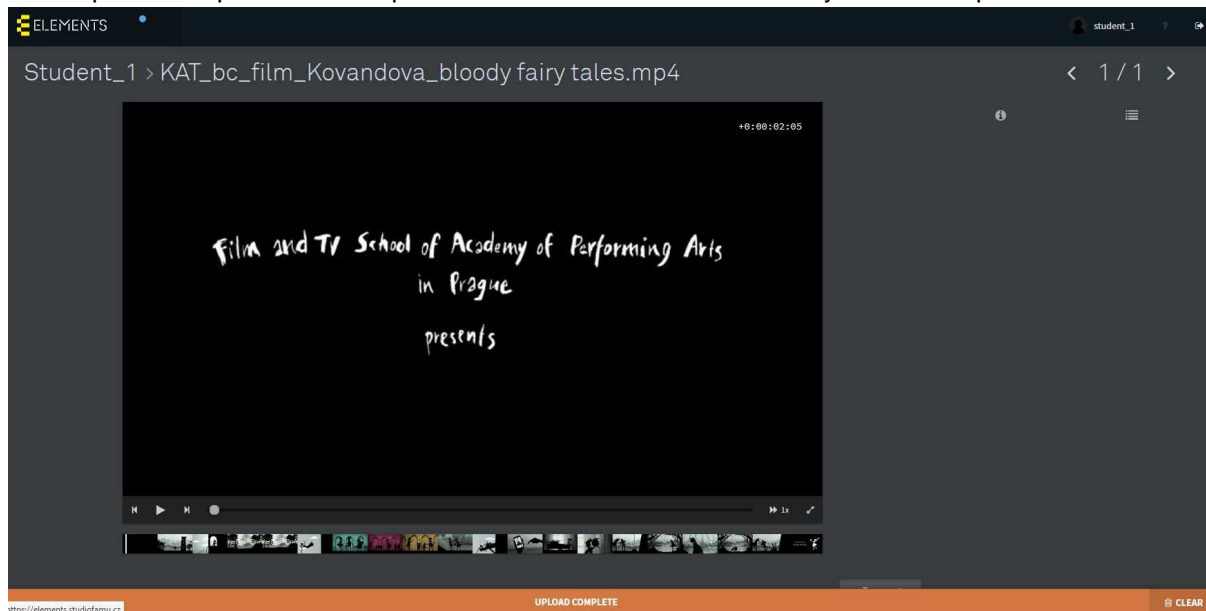 ELEMENTS
student_1 ?
Student_1 > KAT_bc_film_Kovandova_bloody fairy tales.mp4
< 1 / 1 >
+0:00:02:05
Film and TV School of Academy of Performing Arts
in Prague
presents
1x
UPLOAD COMPLETE
CLEAR
https://elements.studiofamu.cz